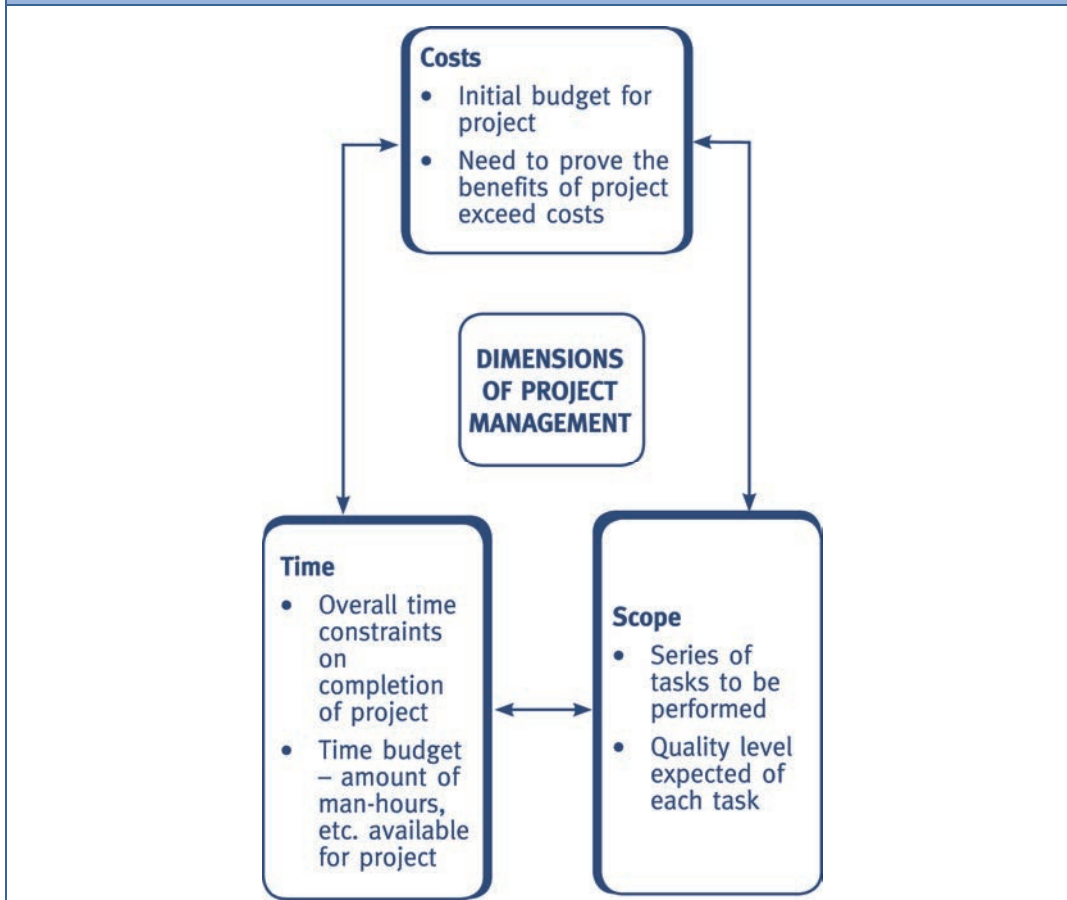 Costs
• Initial budget for
project
• Need to prove the
benefits of project
exceed costs
DIMENSIONS
OF PROJECT
MANAGEMENT
Time
• Overall time
constraints
on
completion
of project
• Time budget
– amount of
man-hours,
etc. available
for project
Scope
• Series of
tasks to be
performed
• Quality level
expected of
each task